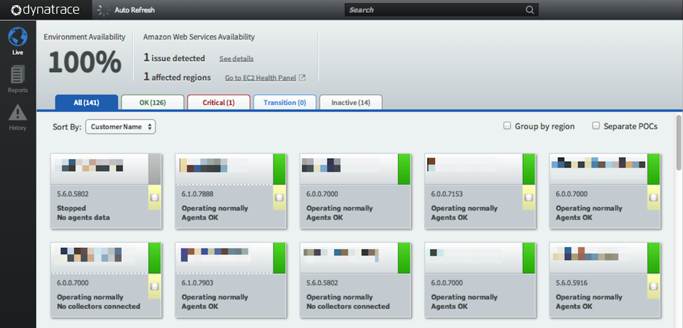 dynatrace
Auto Refresh
Search
Live
Reports
History
Environment Availability
100%
Amazon Web Services Availability
1 issue detected See details
1 affected regions Go to EC2 Health Panel
All (141) OK (126) Critical (1) Transition (0) Inactive (14)
Sort By: Customer Name Group by region Separate POCs
5.6.0.5802
Stopped
No agents data
6.1.0.7888
Operating normally
Agents OK
6.0.0.7000
Operating normally
Agents OK
6.0.0.7153
Operating normally
Agents OK
6.0.0.7000
Operating normally
Agents OK
6.0.0.7000
Operating normally
No collectors connected
6.1.0.7903
Operating normally
Agents OK
5.6.0.5802
Operating normally
No collectors connected
6.0.0.7000
Operating normally
Agents OK
5.6.0.5916
Operating normally
Agents OK